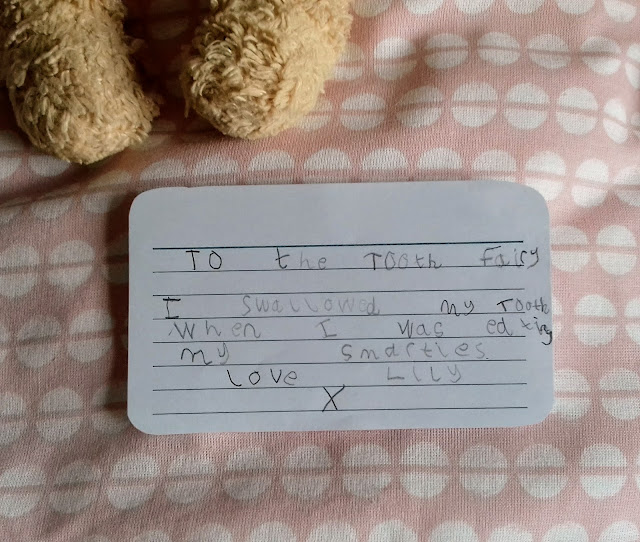 TO the TOOth Fairy
I Swallowed My TOOth
When I was eating
my Smarties
Love LiLy
X